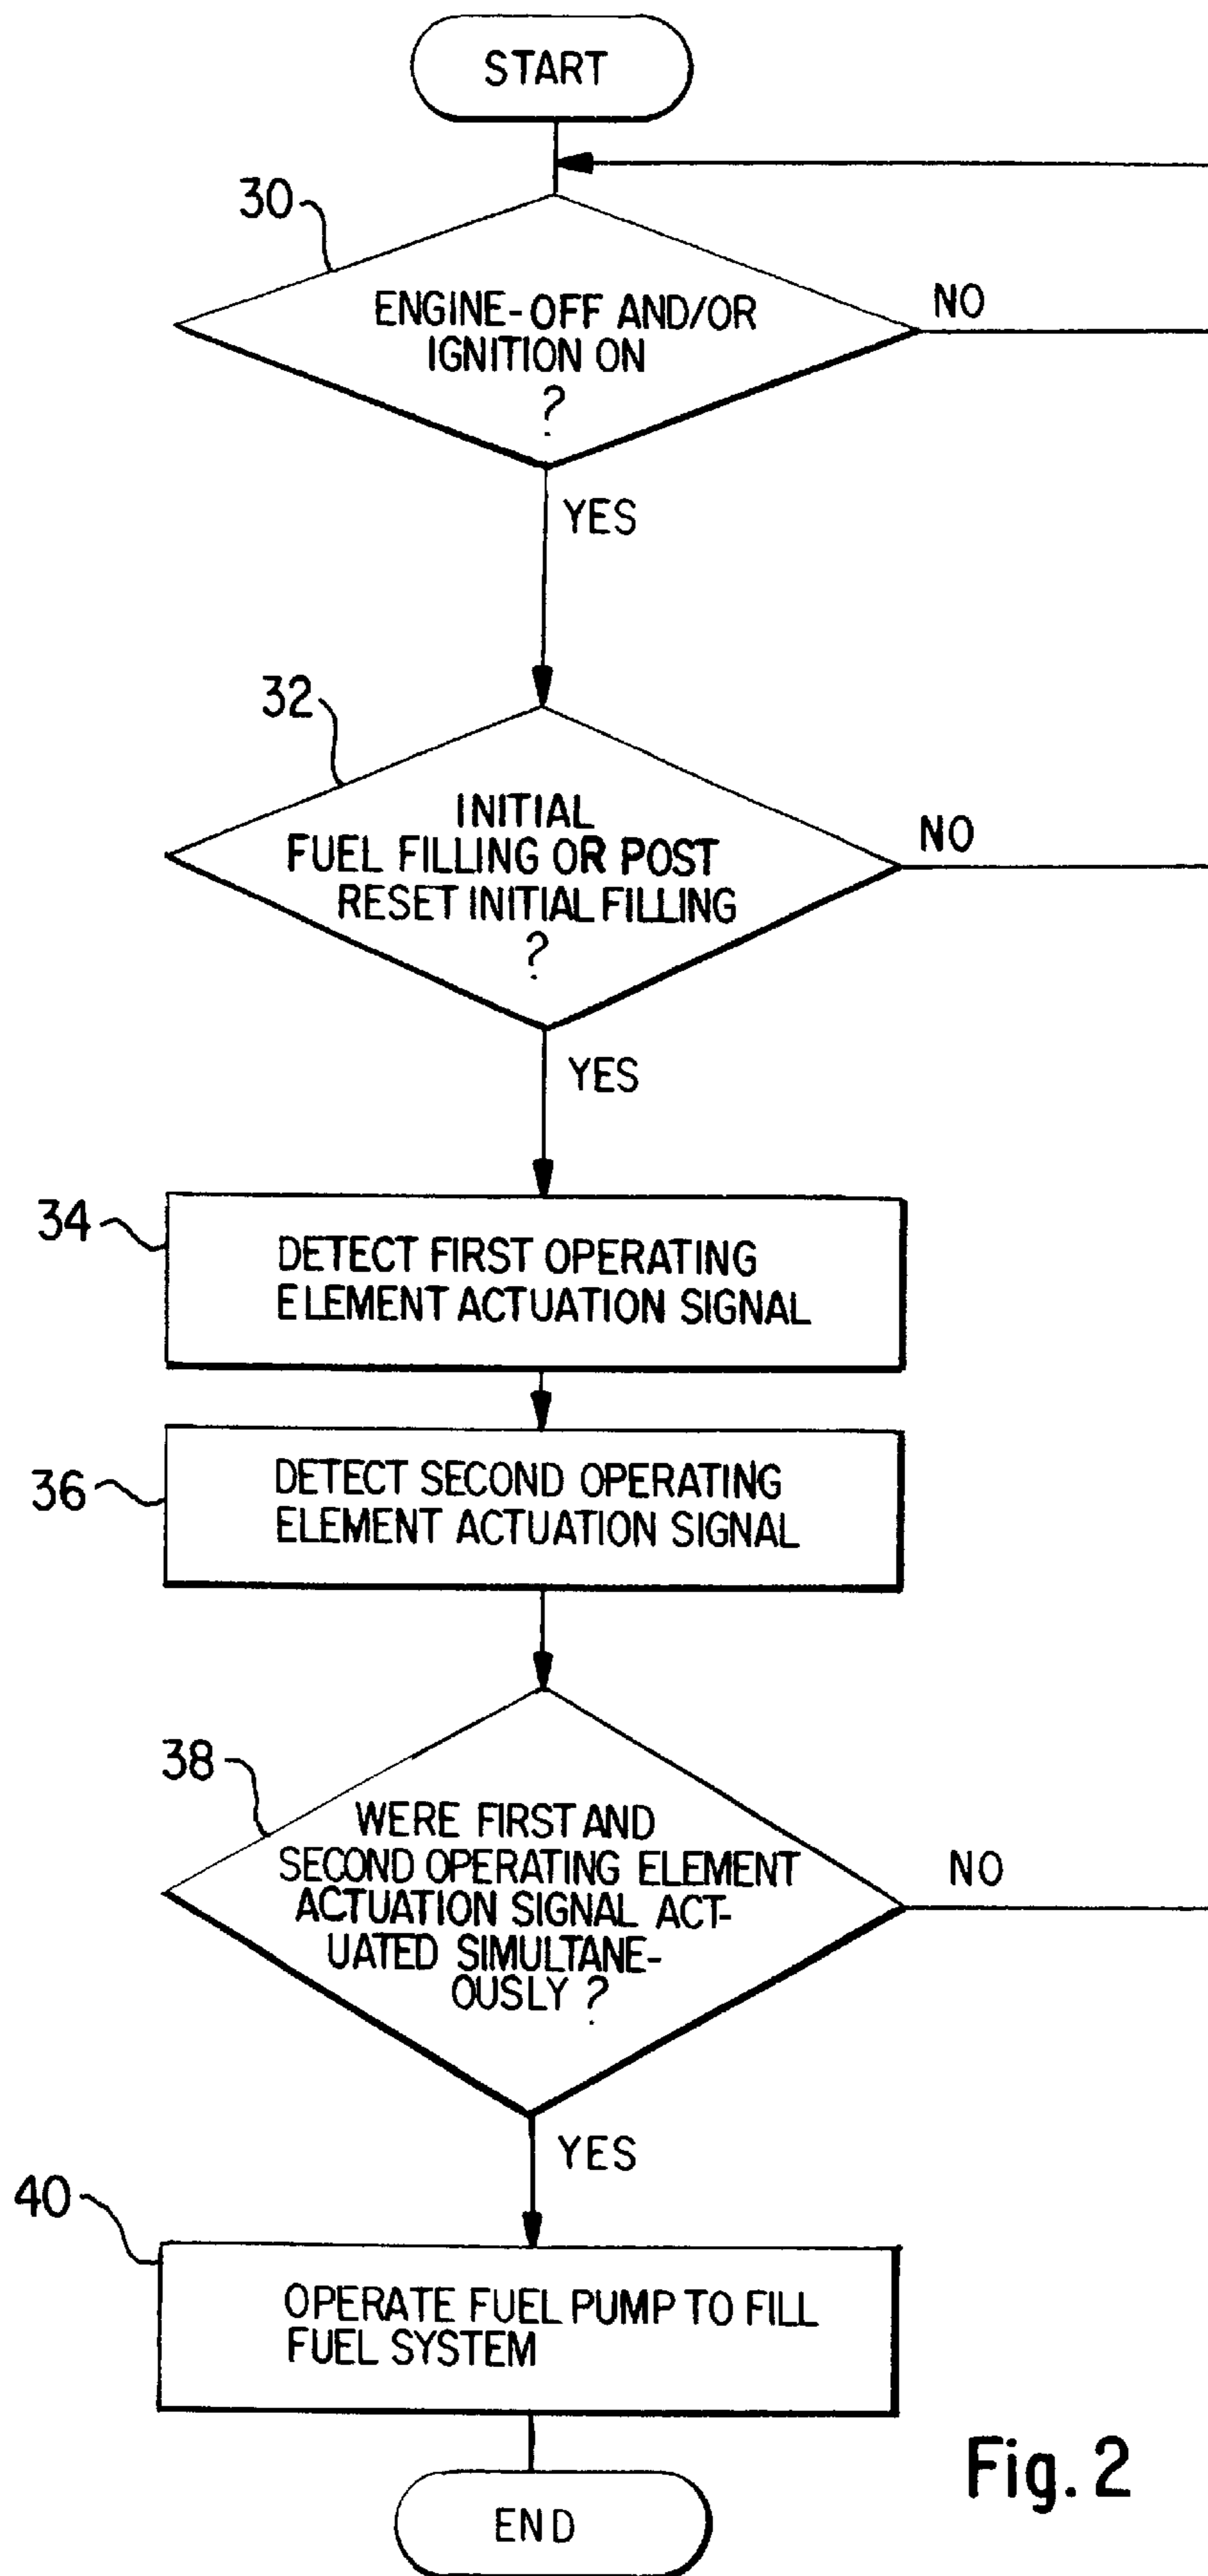 START
30
ENGINE-OFF AND/OR
IGNITION ON
?
NO
YES
32
INITIAL
FUEL FILLING OR POST
RESET INITIAL FILLING
?
NO
YES
34
DETECT FIRST OPERATING
ELEMENT ACTUATION SIGNAL
36
DETECT SECOND OPERATING
ELEMENT ACTUATION SIGNAL
38
WERE FIRST AND
SECOND OPERATING ELEMENT
ACTUATION SIGNAL ACT-
UATED SIMULTANE-
OUSLY ?
NO
YES
40
OPERATE FUEL PUMP TO FILL
FUEL SYSTEM
END
Fig. 2